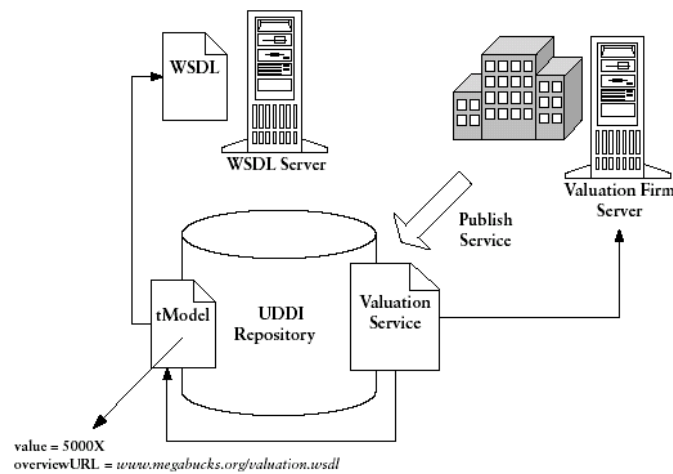 WSDL
WSDL Server
Valuation Firm
Server
Publish
Service
tModel
UDDI
Repository
Valuation
Service
value = 5000X
overviewURL = www.megabucks.org/valuation.wsdl